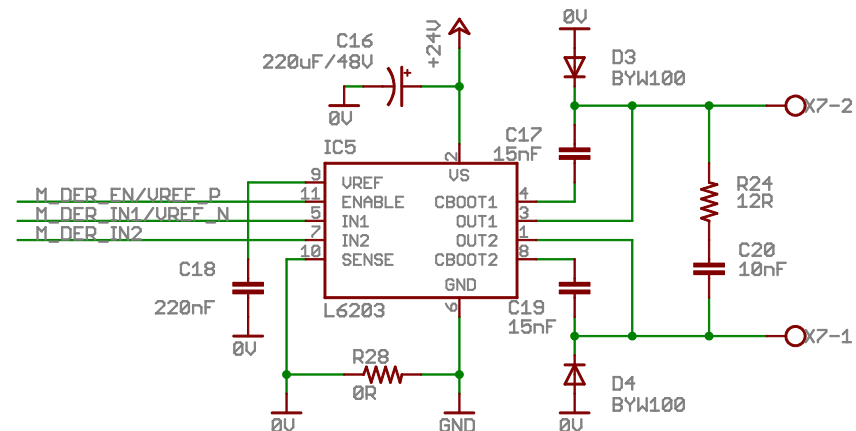 0V
C16
220uF/48V
+24V
D3
BYW100
0V
X7-2
IC5
C17
15nF
2
VS
9
VREF
M_DER_EN/VREF_P
11
ENABLE
CBOOT1
4
M_DER_IN1/VREF_N
5
IN1
OUT1
3
M_DER_IN2
7
IN2
OUT2
1
10
SENSE
CBOOT2
8
R24
12R
C20
10nF
C18
220nF
GND
L6203
6
C19
15nF
0V
X7-1
R28
0R
D4
BYW100
0V
GND
0V